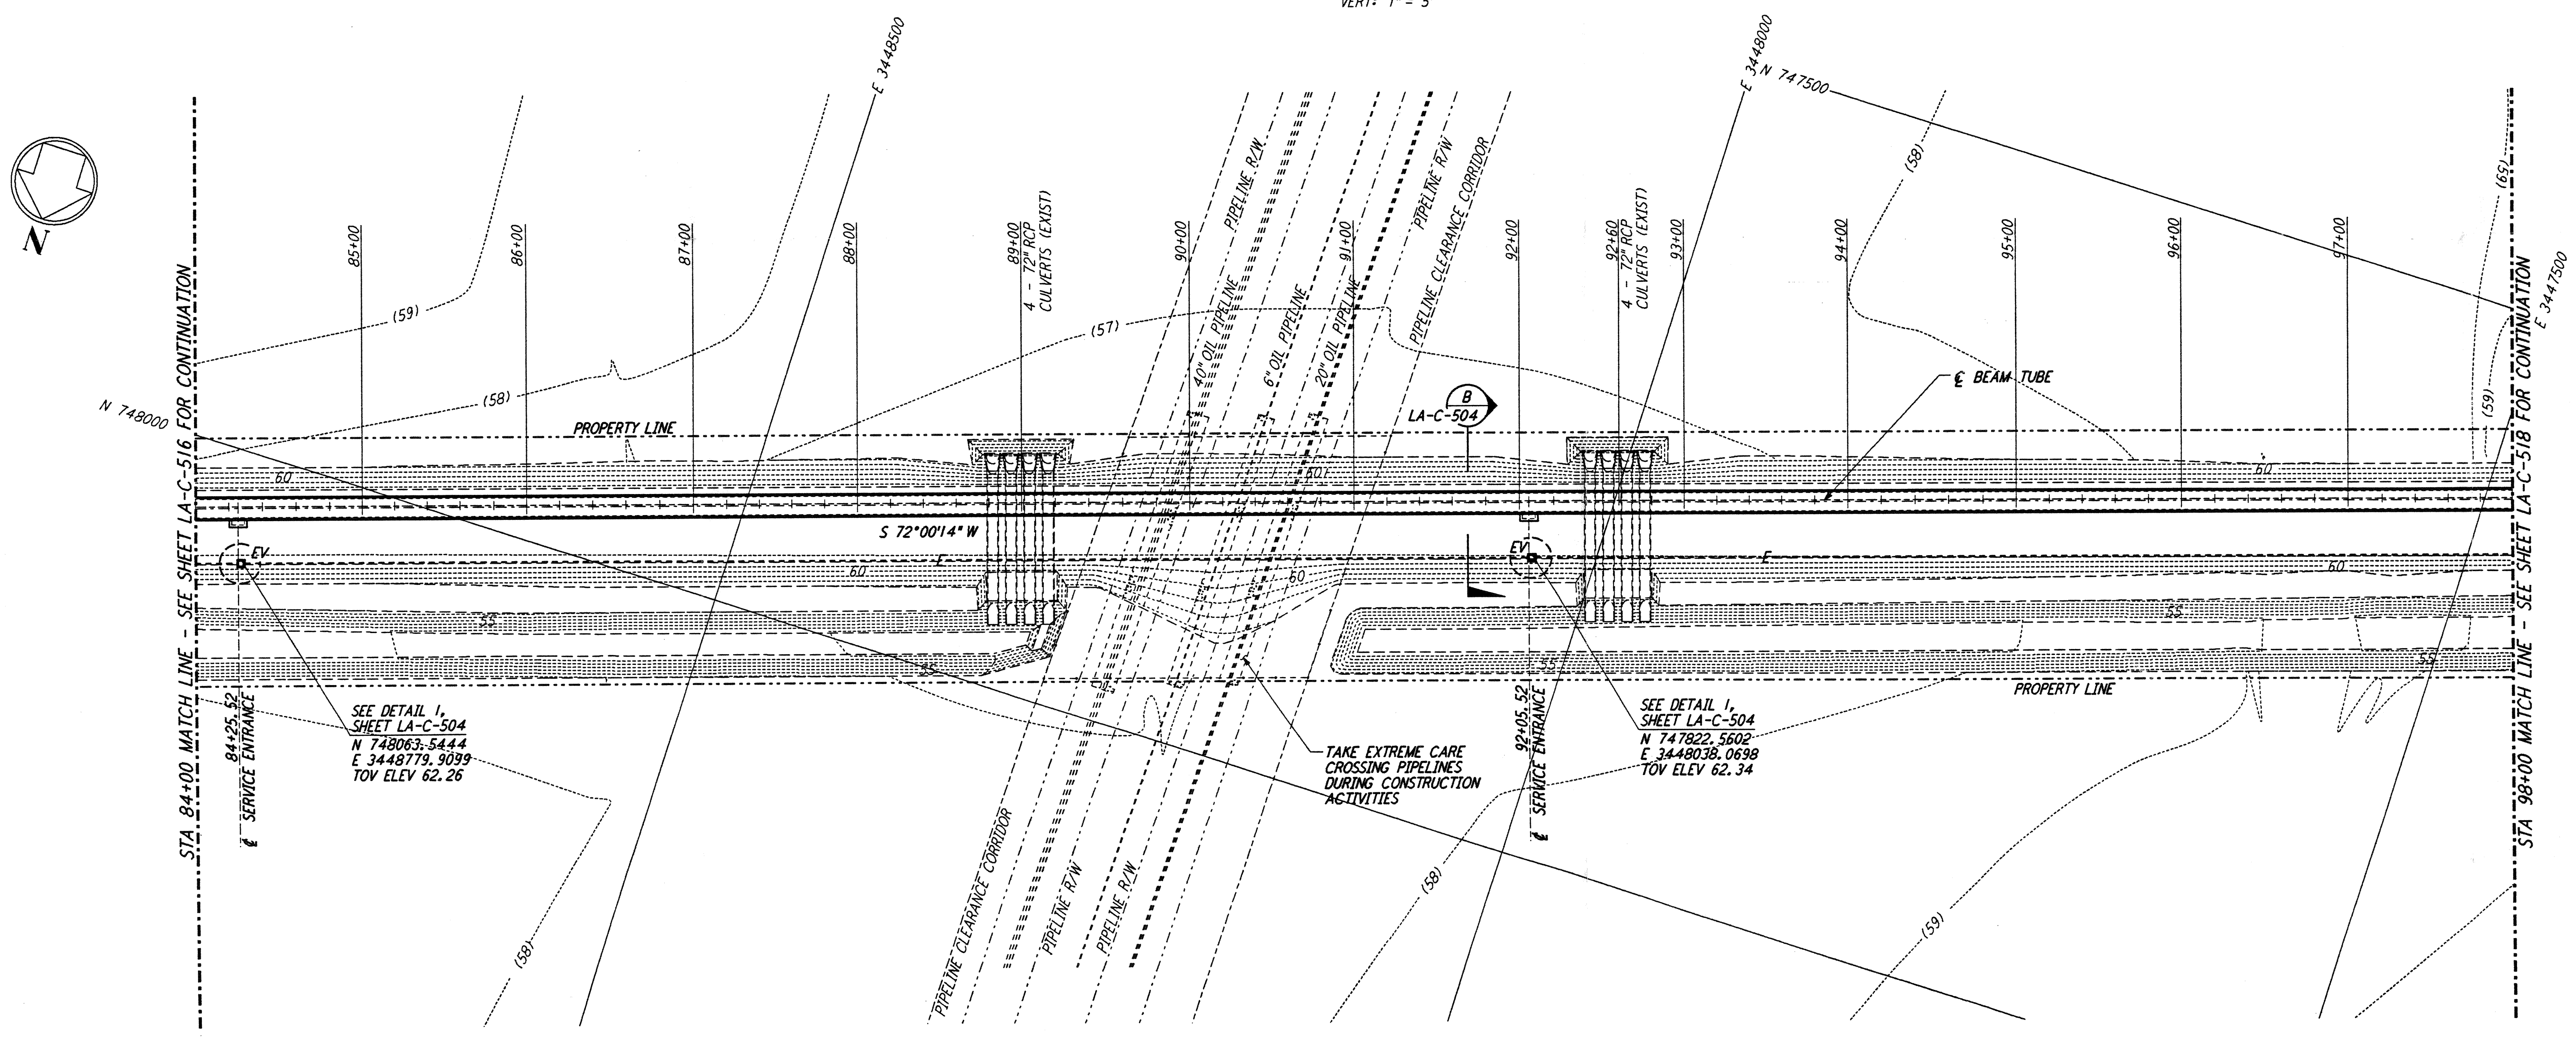 VERT: 1" = 5'
E 3448500
E 3448000
N 747500
N
PIPELINE R/W
PIPELINE R/W
PIPELINE CLEARANCE CORRIDOR
(58)
(59)
85+00
86+00
87+00
88+00
89+00
4 - 72" RCP
CULVERTS (EXIST)
90+00
91+00
92+00
92+60
4 - 72" RCP
CULVERTS (EXIST)
93+00
94+00
95+00
96+00
97+00
E 3447500
STA 84+00 MATCH LINE - SEE SHEET LA-C-516 FOR CONTINUATION
STA 98+00 MATCH LINE - SEE SHEET LA-C-518 FOR CONTINUATION
(59)
(57)
40" OIL PIPELINE
6" OIL PIPELINE
20" OIL PIPELINE
N 748000
(58)
(59)
℄ BEAM TUBE
B
LA-C-504
PROPERTY LINE
60
60
60
S 72°00'14" W
EV
E
EV
E
60
60
60
55
55
55
55
55
PROPERTY LINE
84+25.52
℄ SERVICE ENTRANCE
SEE DETAIL 1,
SHEET LA-C-504
N 748063.5444
E 3448779.9099
TOV ELEV 62.26
92+05.52
℄ SERVICE ENTRANCE
SEE DETAIL 1,
SHEET LA-C-504
N 747822.5602
E 3448038.0698
TOV ELEV 62.34
TAKE EXTREME CARE
CROSSING PIPELINES
DURING CONSTRUCTION
ACTIVITIES
PIPELINE CLEARANCE CORRIDOR
PIPELINE R/W
PIPELINE R/W
(58)
(58)
(59)